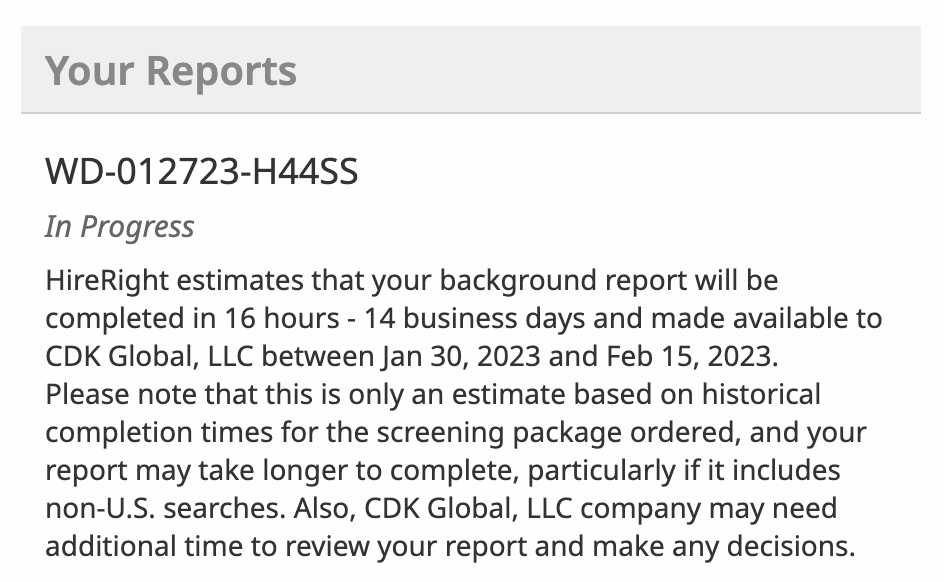 Your Reports
WD-012723-H44SS
In Progress
HireRight estimates that your background report will be
completed in 16 hours - 14 business days and made available to
CDK Global, LLC between Jan 30, 2023 and Feb 15, 2023.
Please note that this is only an estimate based on historical
completion times for the screening package ordered, and your
report may take longer to complete, particularly if it includes
non-U.S. searches. Also, CDK Global, LLC company may need
additional time to review your report and make any decisions.